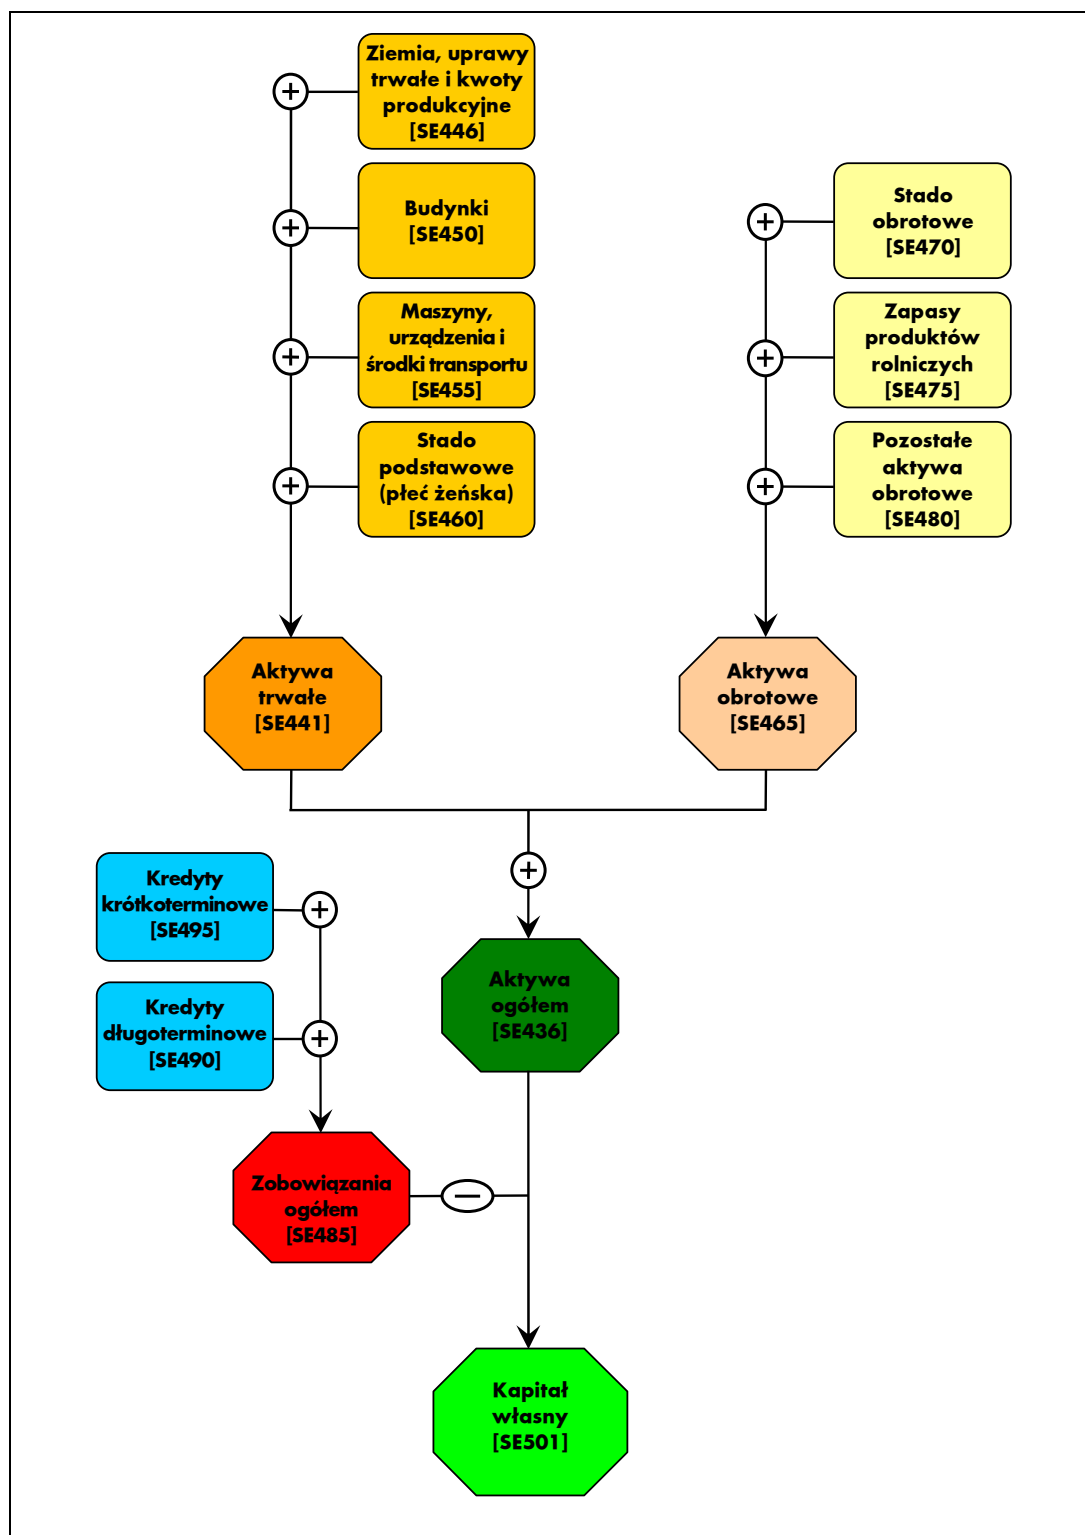 Ziemia, uprawy
trwałe i kwoty
produkcyjne
[SE446]
Budynki
[SE450]
Maszyny,
urządzenia i
środki transportu
[SE455]
Stado
podstawowe
(płeć żeńska)
[SE460]
Stado
obrotowe
[SE470]
Zapasy
produktów
rolniczych
[SE475]
Pozostałe
aktywa
obrotowe
[SE480]
Aktywa
trwałe
[SE441]
Aktywa
obrotowe
[SE465]
Kredyty
krótkoterminowe
[SE495]
Kredyty
długoterminowe
[SE490]
Aktywa
ogółem
[SE436]
Zobowiązania
ogółem
[SE485]
Kapitał
własny
[SE501]